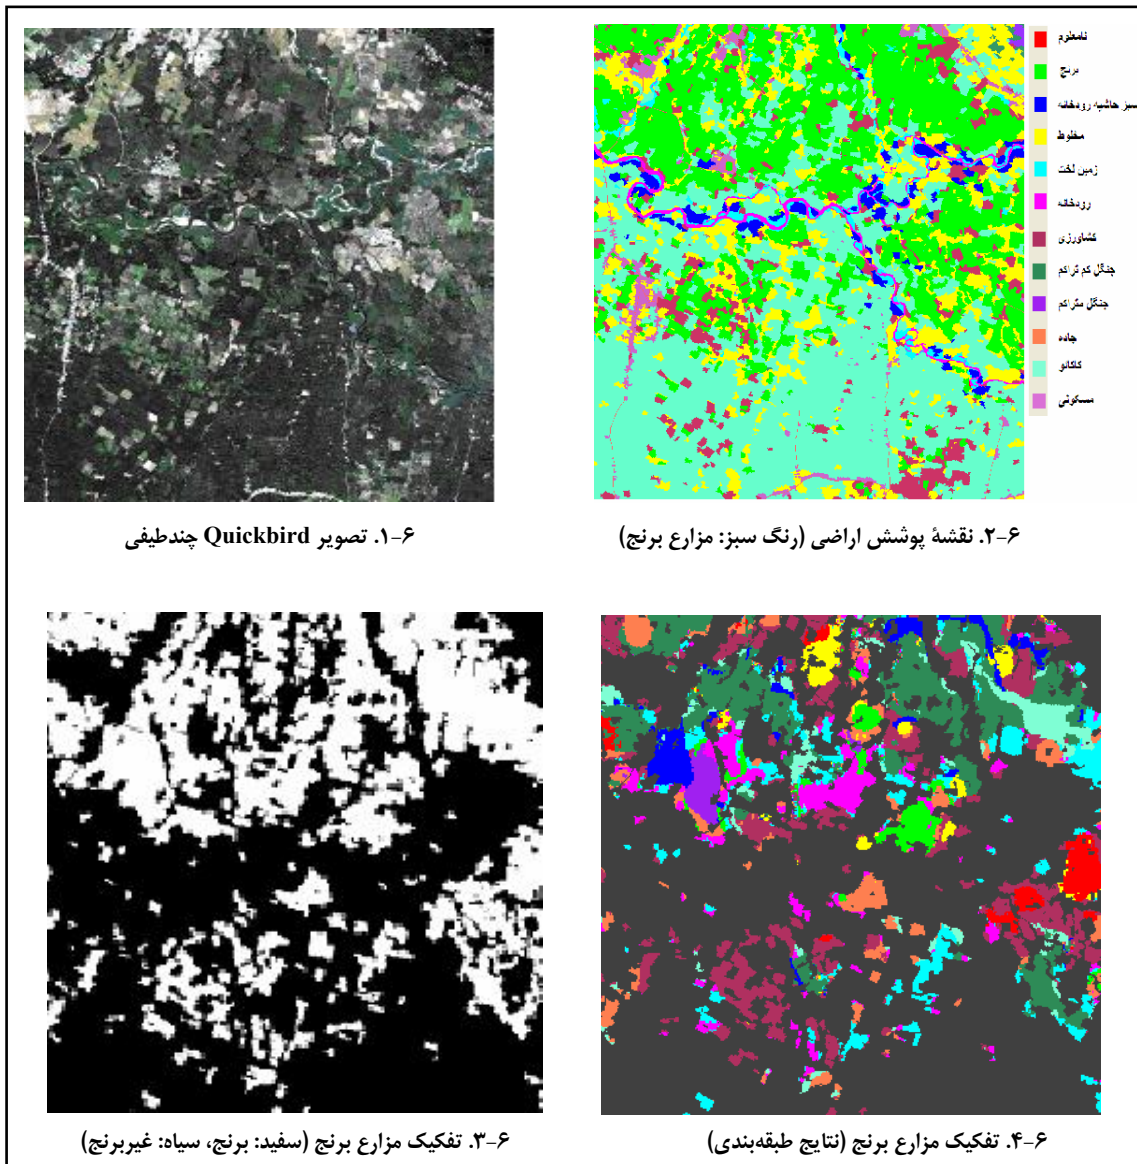 نامعلوم
برنج
سبز حاشیه رودخانه
مخلوط
زمین لخت
رودخانه
کشاورزی
جنگل کم تراکم
جنگل متراکم
جاده
کاکائو
مسکونی
۶-۱. تصویر Quickbird چندطیفی
۶-۲. نقشۀ پوشش اراضی (رنگ سبز: مزارع برنج)
۶-۳. تفکیک مزارع برنج (سفید: برنج، سیاه: غیربرنج)
۶-۴. تفکیک مزارع برنج (نتایج طبقه‌بندی)